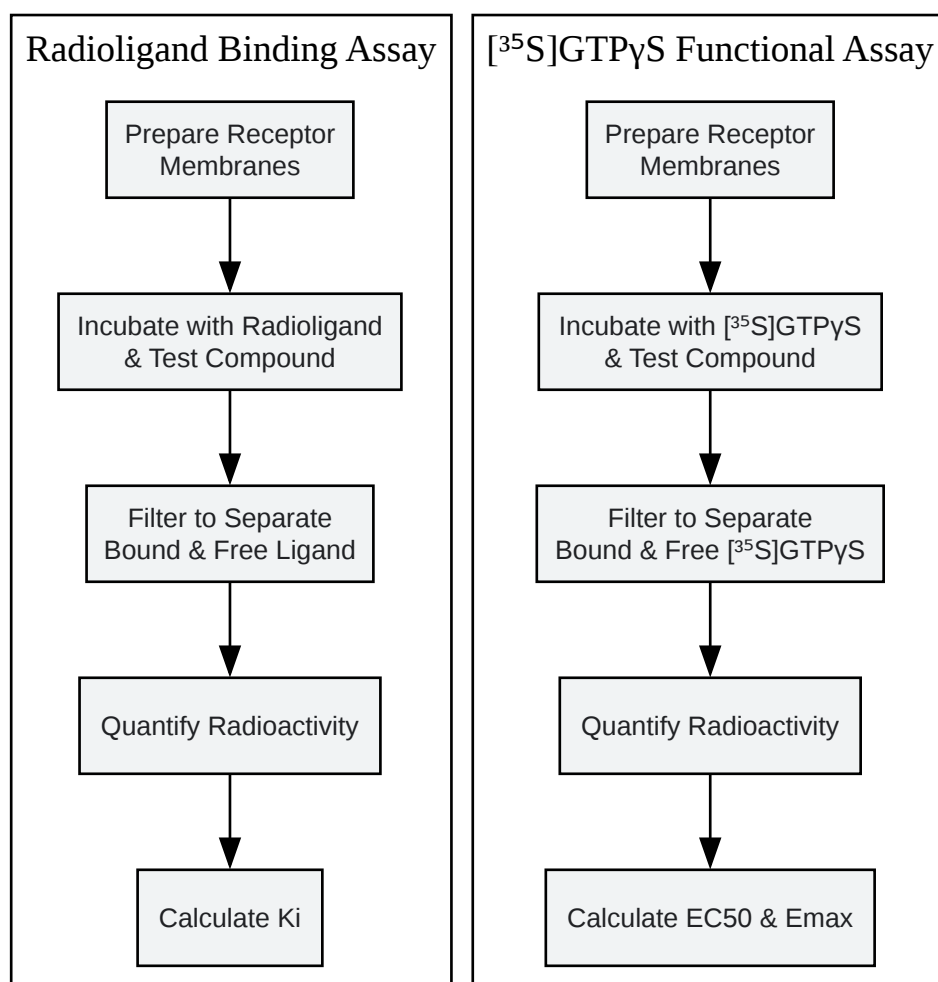 Radioligand Binding Assay
Prepare Receptor
Membranes
Incubate with Radioligand
& Test Compound
Filter to Separate
Bound & Free Ligand
Quantify Radioactivity
Calculate Ki
[³⁵S]GTPγS Functional Assay
Prepare Receptor
Membranes
Incubate with [³⁵S]GTPγS
& Test Compound
Filter to Separate
Bound & Free [³⁵S]GTPγS
Quantify Radioactivity
Calculate EC50 & Emax